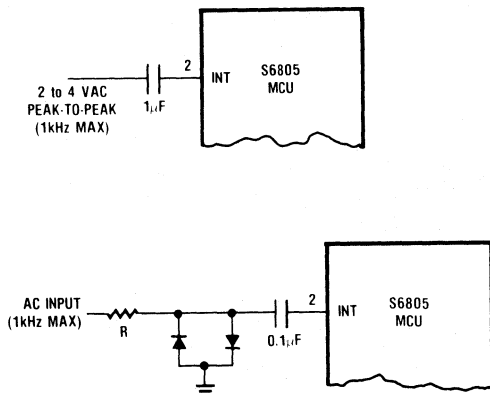 2
INT
S6805
MCU
2 to 4 VAC
PEAK-TO-PEAK
(1kHz MAX)
1μF
AC INPUT
(1kHz MAX)
R
0.1μF
2
INT
S6805
MCU